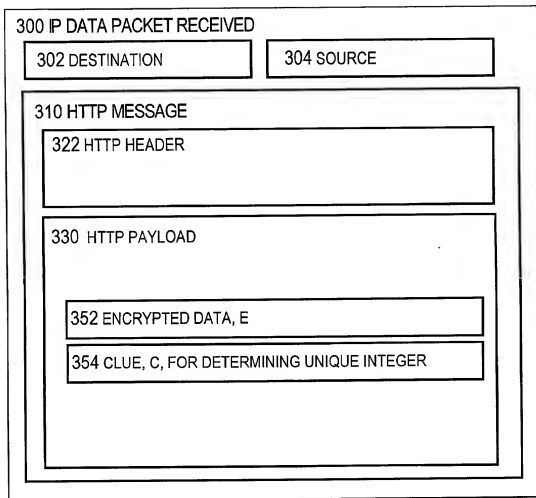 300 IP DATA PACKET RECEIVED
302 DESTINATION
304 SOURCE
310 HTTP MESSAGE
322 HTTP HEADER
330 HTTP PAYLOAD
352 ENCRYPTED DATA, E
354 CLUE, C, FOR DETERMINING UNIQUE INTEGER